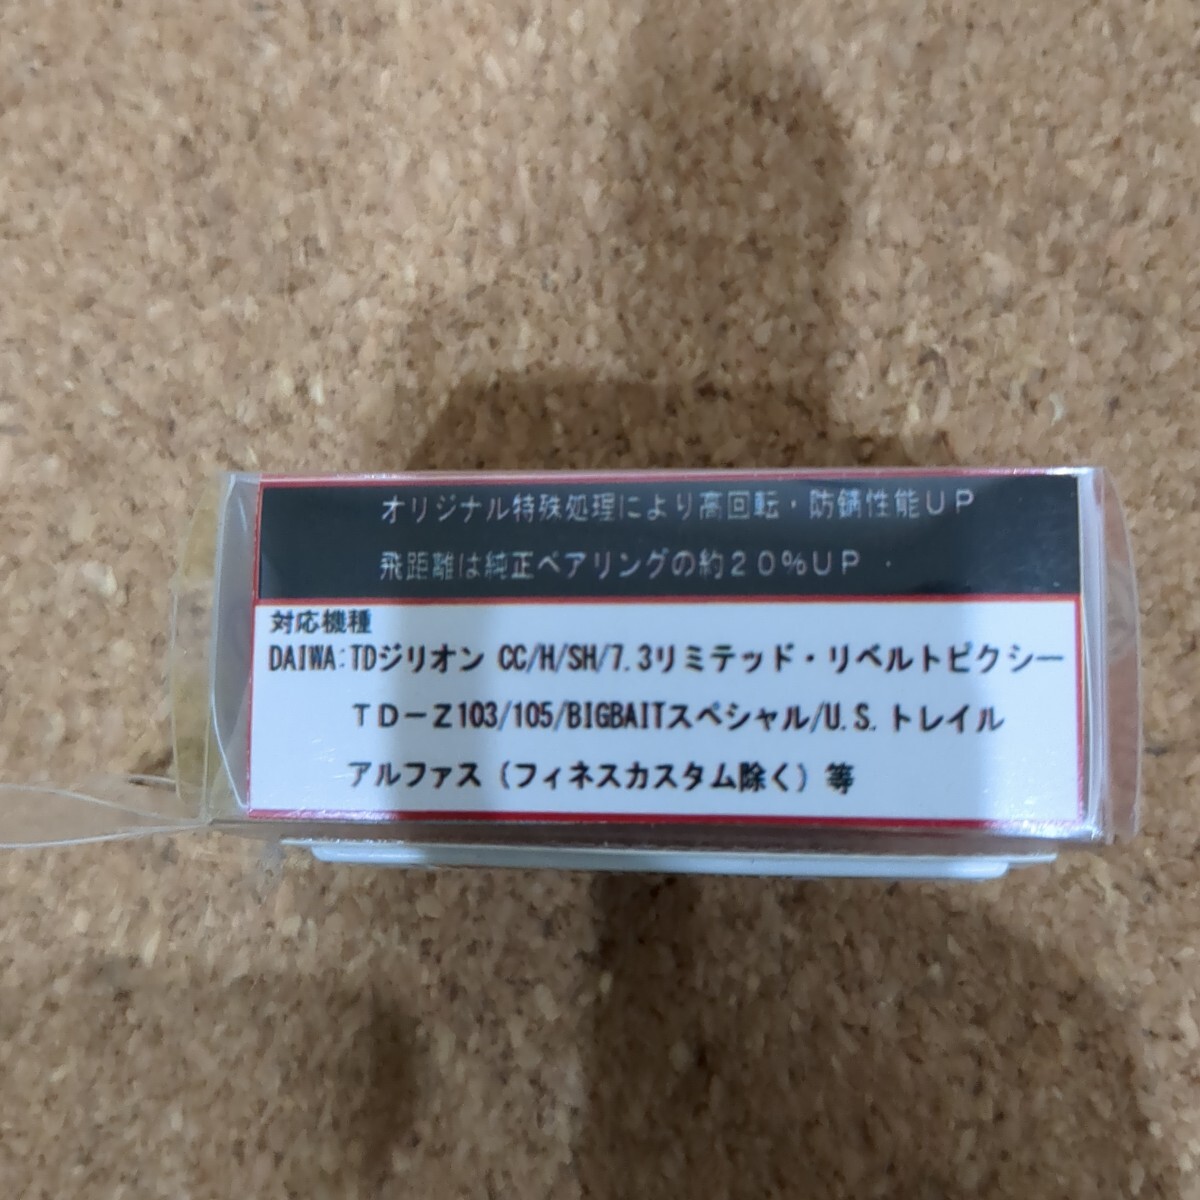 オリジナル特殊処理により高回転・防錆性能ＵＰ
飛距離は純正ベアリングの約２０％ＵＰ
対応機種
DAIWA:TDジリオン CC/H/SH/7.3リミテッド・リベルトピクシー
ＴＤ－Ｚ103/105/BIGBAITスペシャル/U.S.トレイル
アルファス（フィネスカスタム除く）等